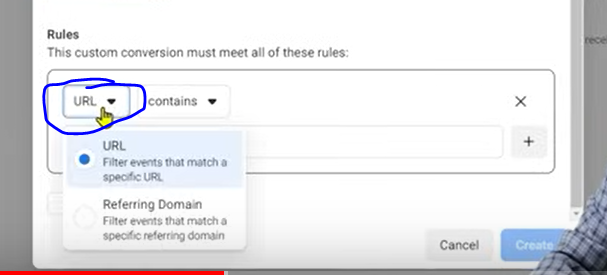 Rules
This custom conversion must meet all of these rules:
URL
contains
URL
Filter events that match a
specific URL
Referring Domain
Filter events that match a
specific referring domain
Cancel
Create